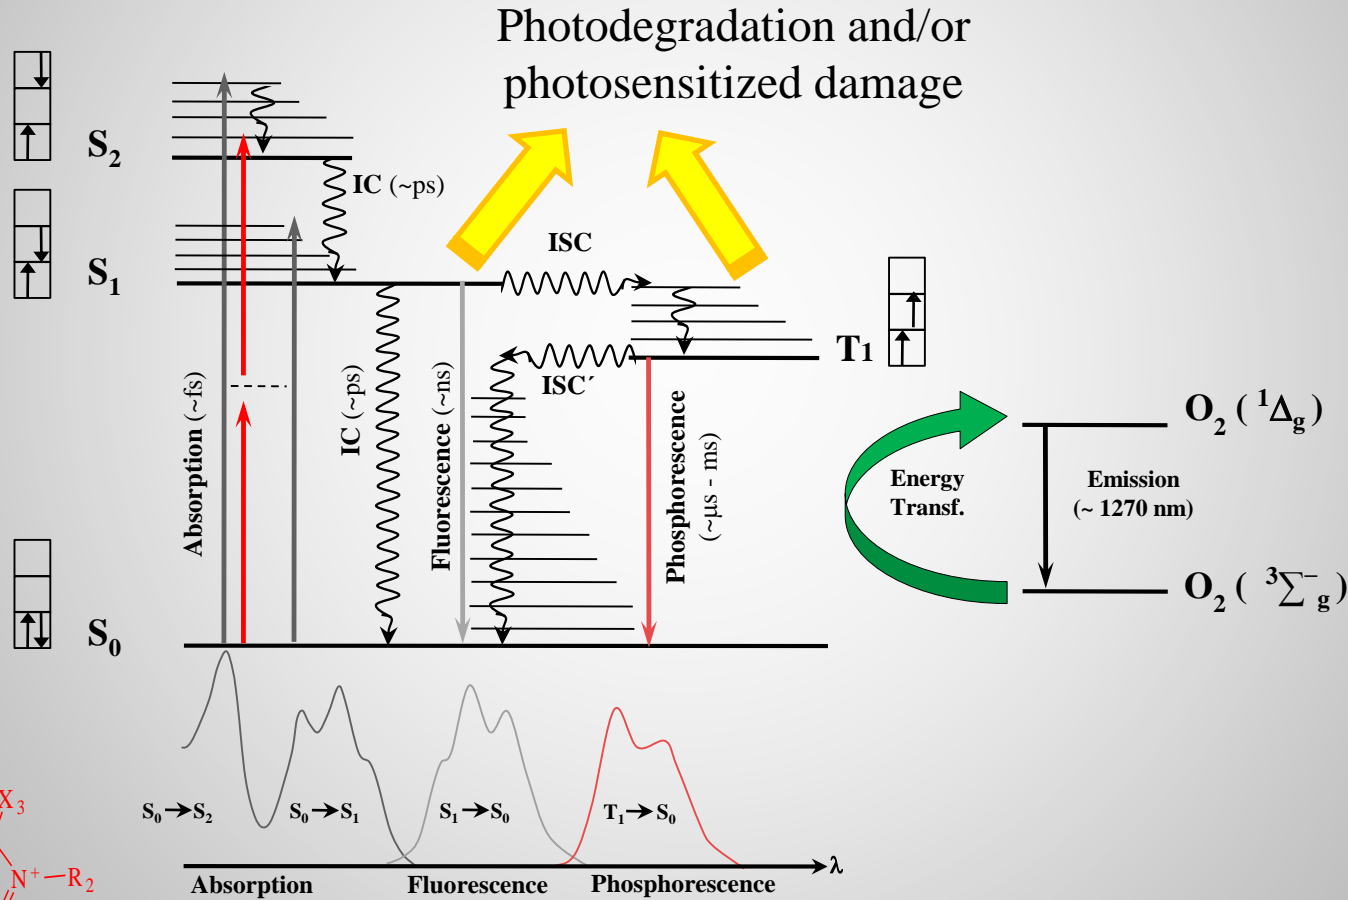 Photodegradation and/or
photosensitized damage
S₂
IC (~ps)
ISC
S₁
T1
ISC´
Absorption (~fs)
IC (~ps)
Fluorescence (~ns)
Phosphorescence
(~μs - ms)
Energy
Transf.
O₂ ( ¹Δg)
Emission
(~ 1270 nm)
O₂ ( ³Σ⁻g)
S₀
X₃
N⁺—R₂
S₀→S₂
S₀→S₁
S₁→S₀
T₁→S₀
λ
Absorption
Fluorescence
Phosphorescence